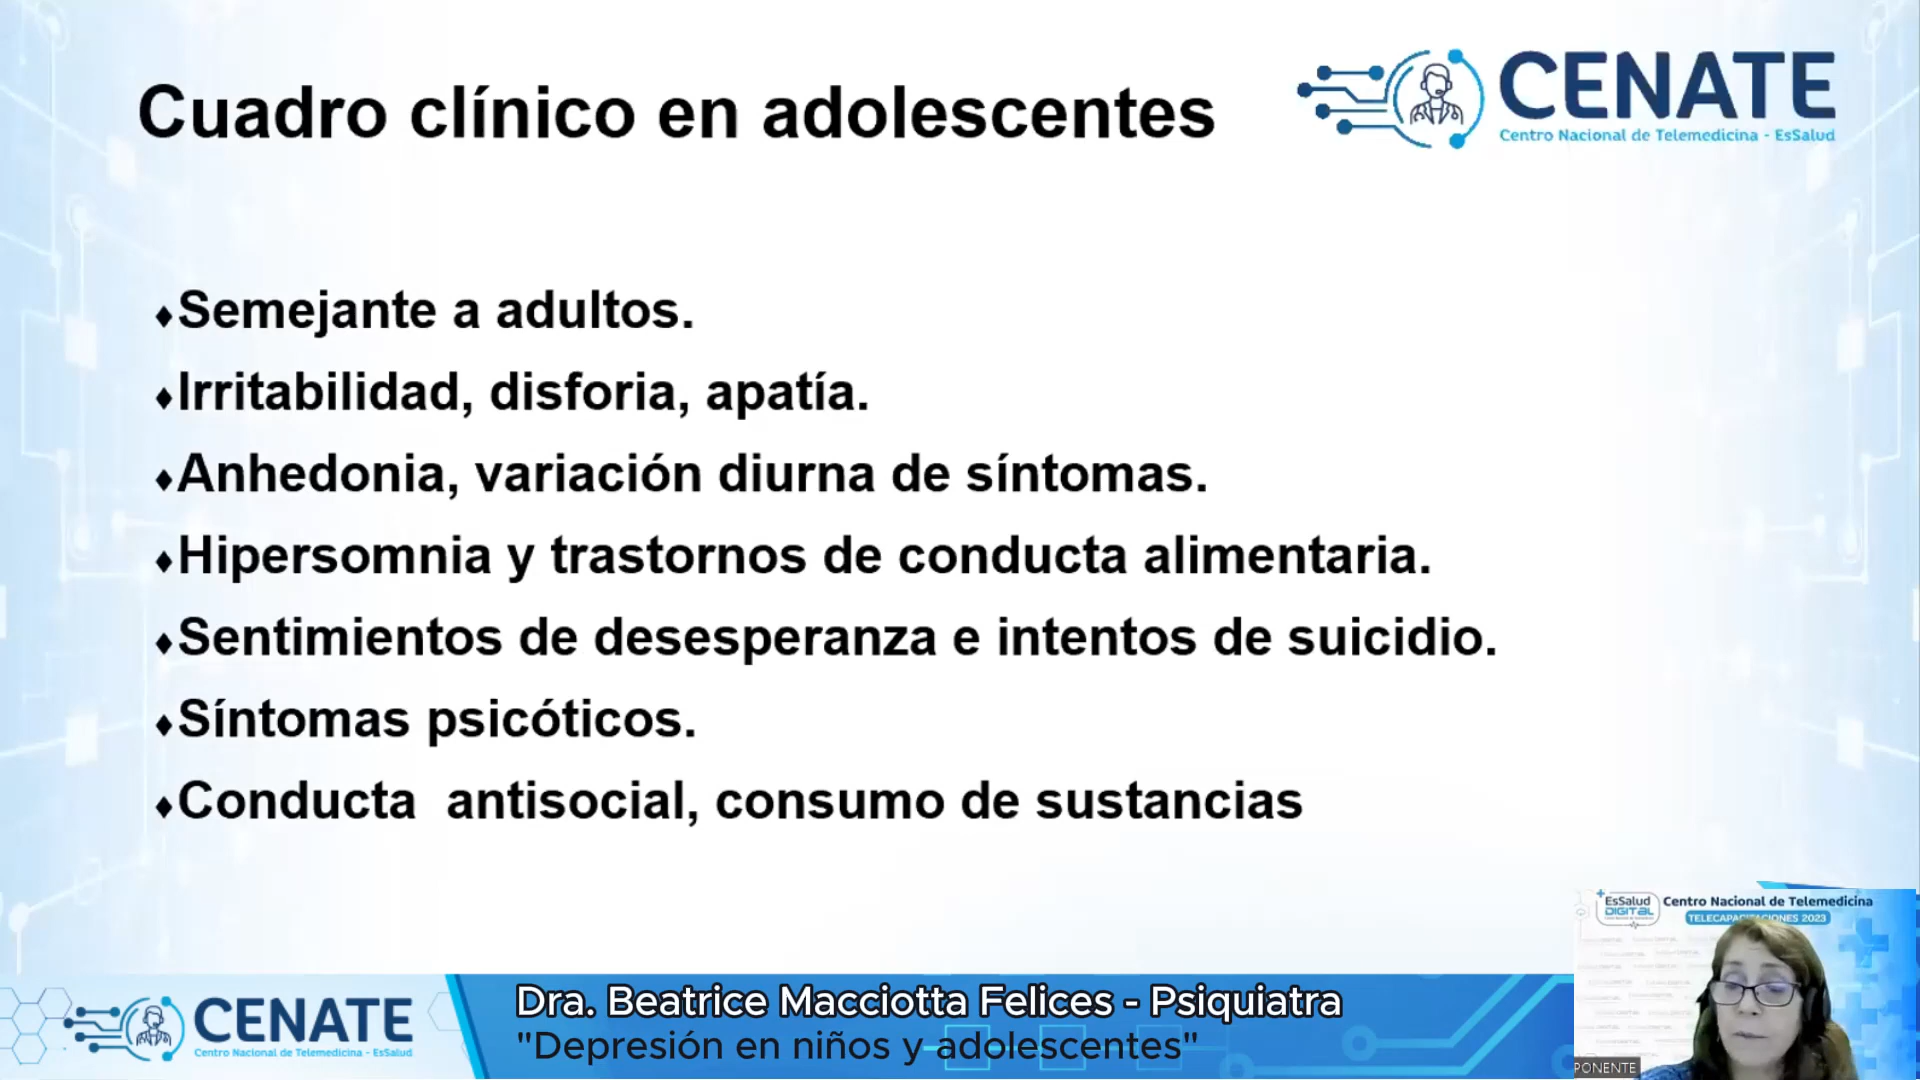 Cuadro clínico en adolescentes
CENATE
Centro Nacional de Telemedicina - EsSalud
♦Semejante a adultos.
♦Irritabilidad, disforia, apatía.
♦Anhedonia, variación diurna de síntomas.
♦Hipersomnia y trastornos de conducta alimentaria.
♦Sentimientos de desesperanza e intentos de suicidio.
♦Síntomas psicóticos.
♦Conducta antisocial, consumo de sustancias
EsSalud
DIGITAL
Centro Nacional de Telemedicina
TELECAPACITACIONES 2023
PONENTE
CENATE
Centro Nacional de Telemedicina - EsSalud
Dra. Beatrice Macciotta Felices - Psiquiatra
"Depresión en niños y adolescentes"